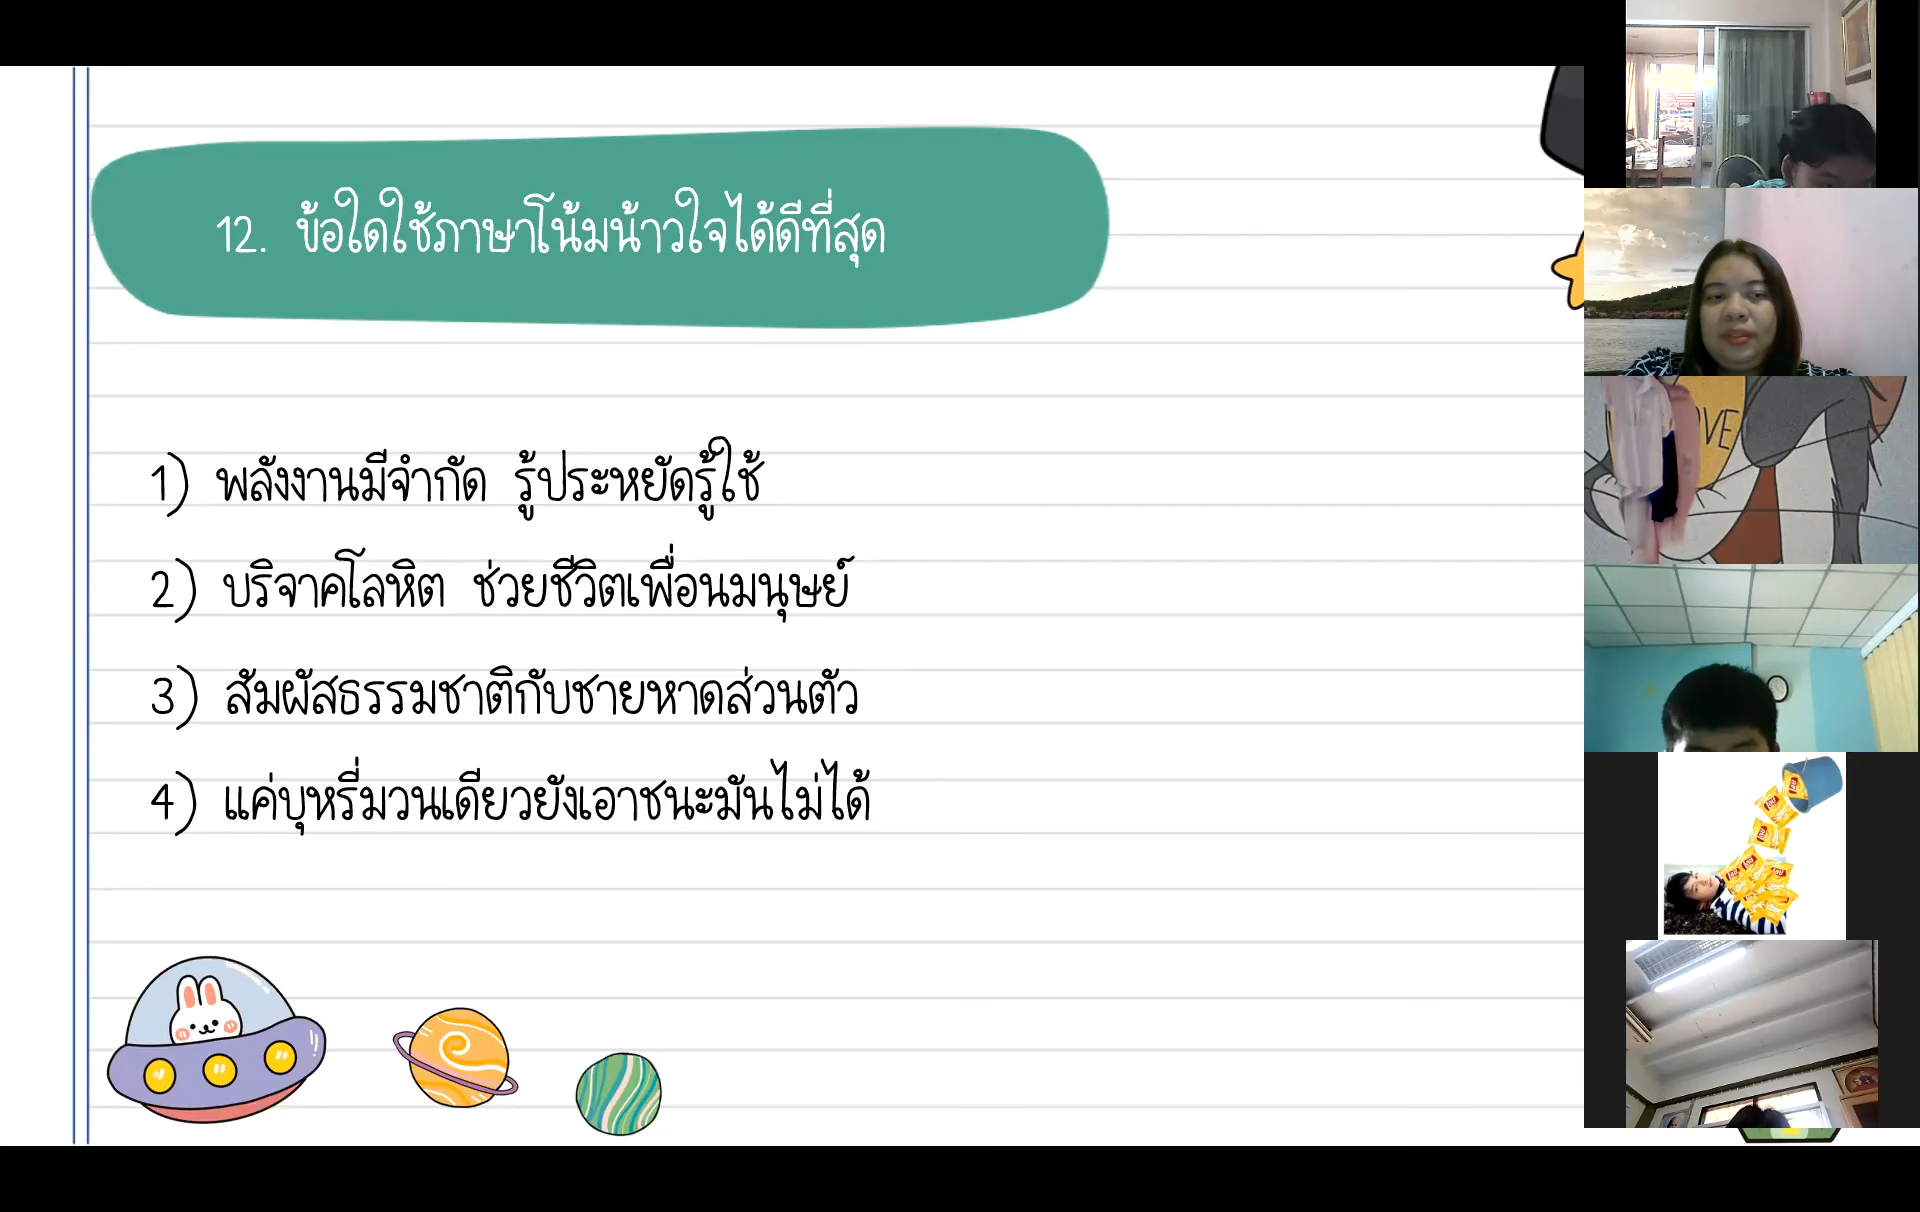 12. ข้อใดใช้ภาษาโน้มน้าวใจได้ดีที่สุด
1) พลังงานมีจำกัด รู้ประหยัดรู้ใช้
2) บริจาคโลหิต ช่วยชีวิตเพื่อนมนุษย์
3) สัมผัสธรรมชาติกับชายหาดส่วนตัว
4) แค่บุหรี่มวนเดียวยังเอาชนะมันไม่ได้